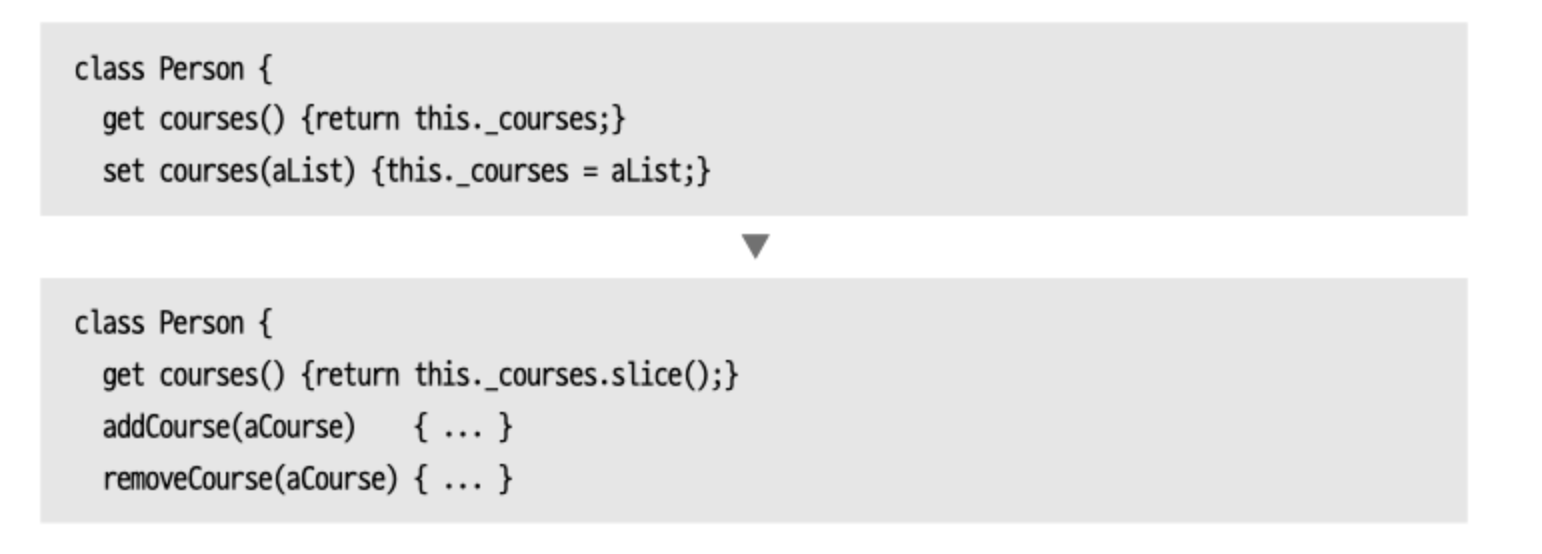 class Person {
  get courses() {return this._courses;}
  set courses(aList) {this._courses = aList;}
class Person {
  get courses() {return this._courses.slice();}
  addCourse(aCourse)    { ... }
  removeCourse(aCourse) { ... }